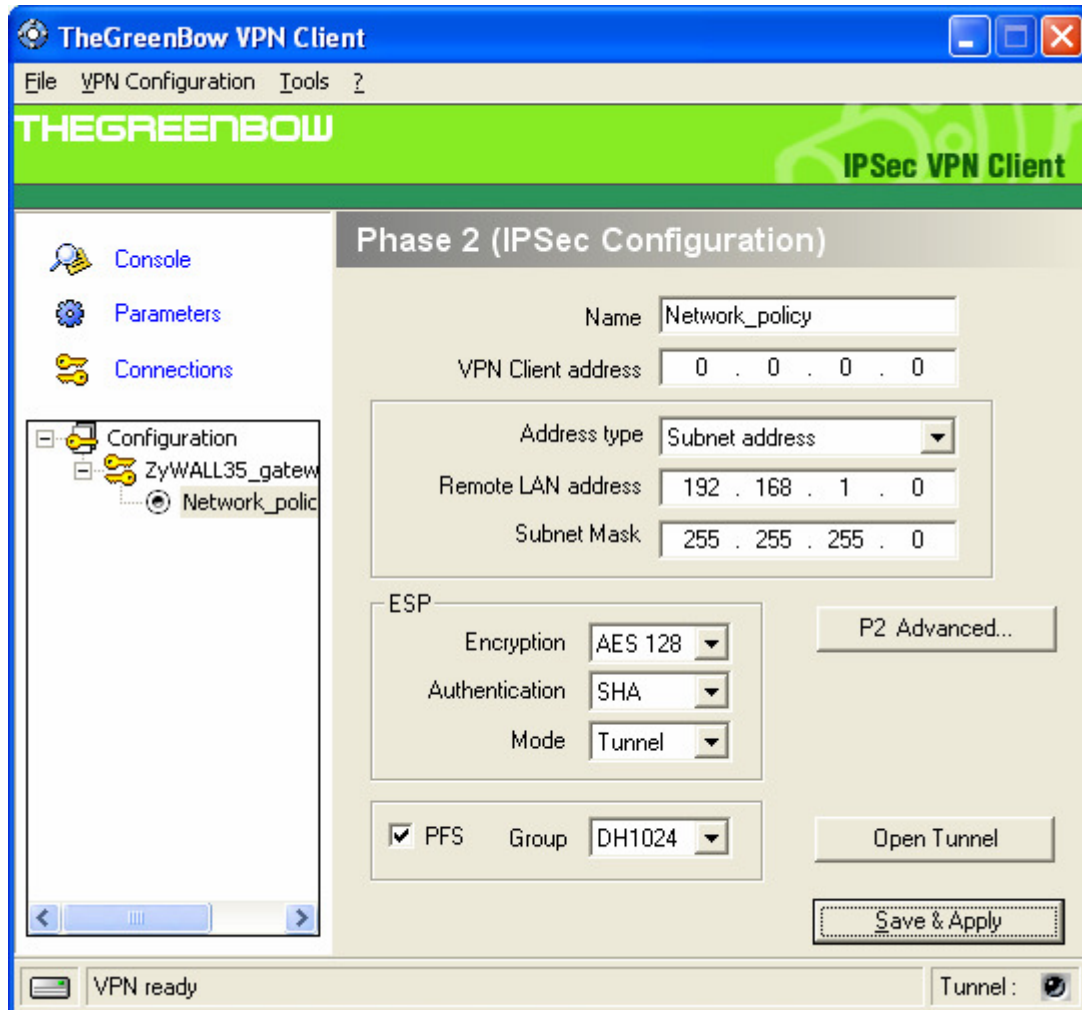 TheGreenBow VPN Client
File VPN Configuration Tools ?
THEGREENBOW
IPSec VPN Client
Console
Parameters
Connections
Configuration
ZyWALL35_gatew
Network_polic
Phase 2 (IPSec Configuration)
Name Network_policy
VPN Client address 0 . 0 . 0 . 0
Address type Subnet address
Remote LAN address 192 . 168 . 1 . 0
Subnet Mask 255 . 255 . 255 . 0
ESP
Encryption AES 128
Authentication SHA
Mode Tunnel
P2 Advanced...
PFS Group DH1024
Open Tunnel
Save & Apply
VPN ready
Tunnel :